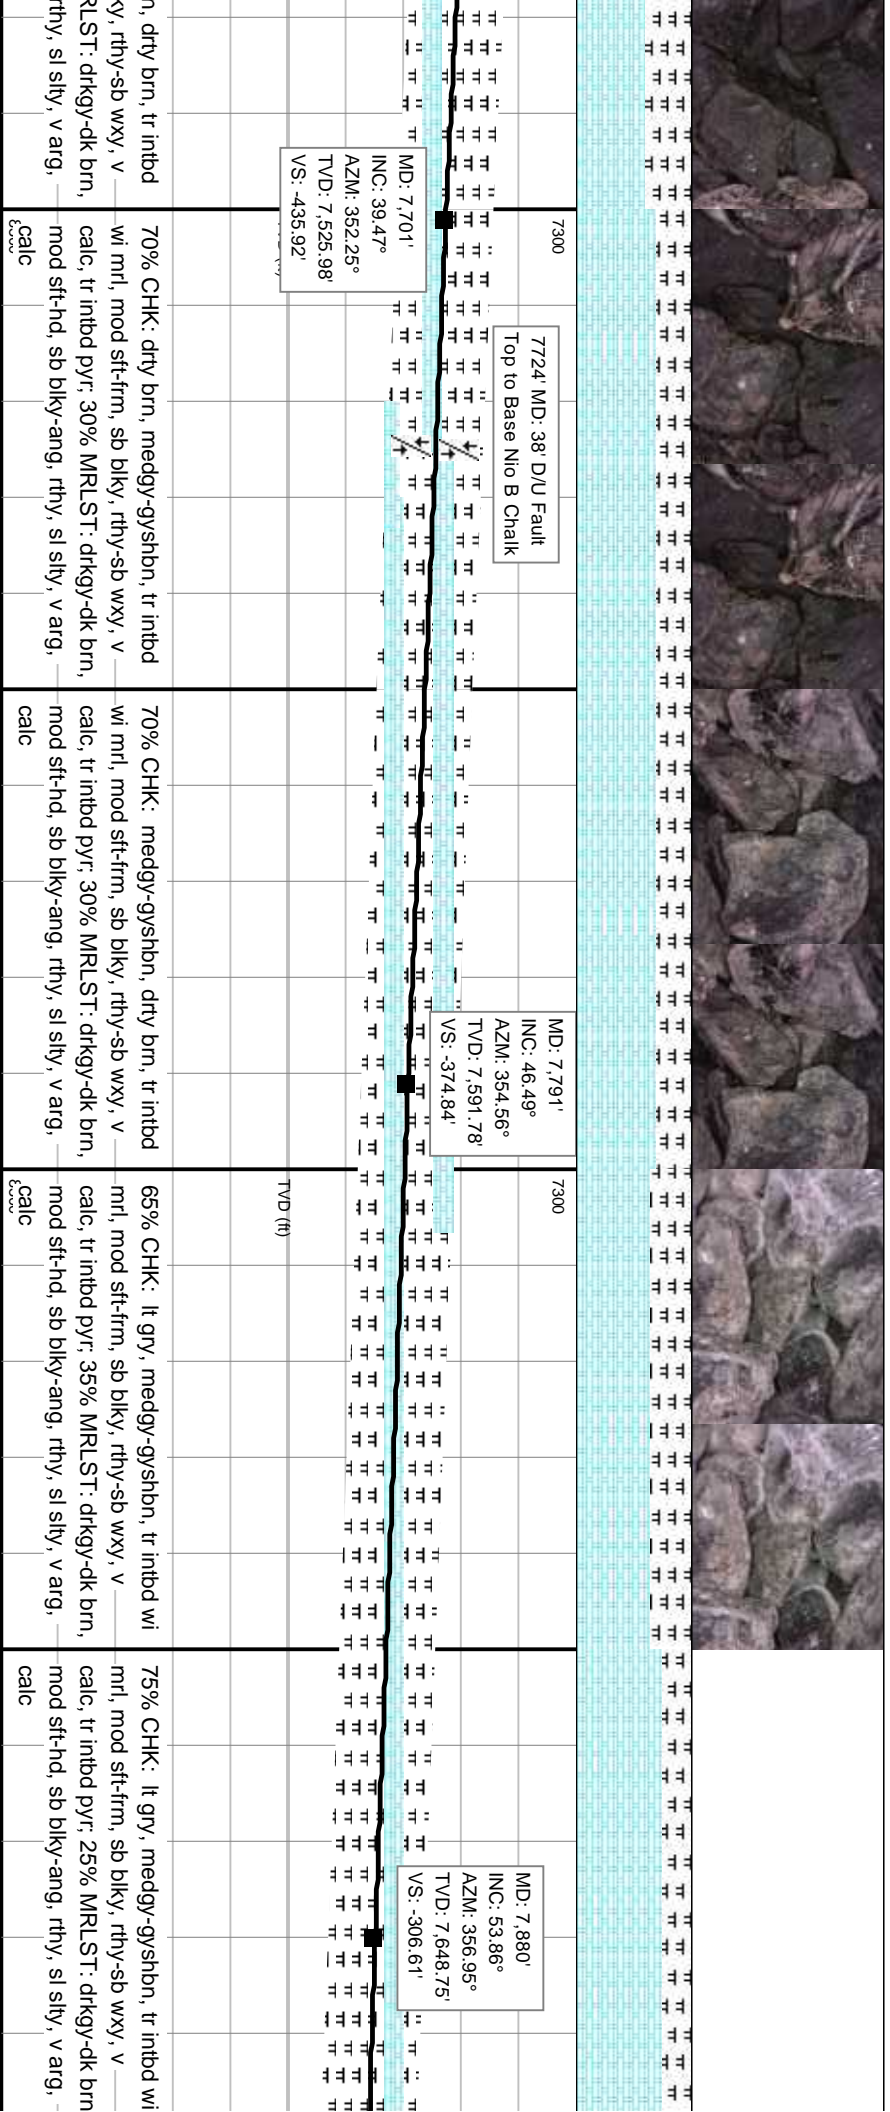 n, drty brn, tr intbd
ky, rthy-sb wxy, v
RLST: drkgy-dk brn,
rthy, sl slty, v arg,
MD: 7,701'
INC: 39.47°
AZM: 352.25°
TVD: 7,525.98'
VS: -435.92'
7300
7724' MD: 38' D/U Fault
Top to Base Nio B Chalk
70% CHK: drty brn, medgy-gyshbn, tr intbd
wi mrl, mod sft-frm, sb blky, rthy-sb wxy, v
calc, tr intbd pyr; 30% MRLST: drkgy-dk brn,
mod sft-hd, sb blky-ang, rthy, sl slty, v arg,
calc
70% CHK: medgy-gyshbn, drty brn, tr intbd
wi mrl, mod sft-frm, sb blky, rthy-sb wxy, v
calc, tr intbd pyr; 30% MRLST: drkgy-dk brn,
mod sft-hd, sb blky-ang, rthy, sl slty, v arg,
calc
MD: 7,791'
INC: 46.49°
AZM: 354.56°
TVD: 7,591.78'
VS: -374.84'
7300
TVD (ft)
65% CHK: lt gry, medgy-gyshbn, tr intbd wi
mrl, mod sft-frm, sb blky, rthy-sb wxy, v
calc, tr intbd pyr; 35% MRLST: drkgy-dk brn,
mod sft-hd, sb blky-ang, rthy, sl slty, v arg,
calc
MD: 7,880'
INC: 53.86°
AZM: 356.95°
TVD: 7,648.75'
VS: -306.61'
75% CHK: lt gry, medgy-gyshbn, tr intbd wi
mrl, mod sft-frm, sb blky, rthy-sb wxy, v
calc, tr intbd pyr; 25% MRLST: drkgy-dk brn
mod sft-hd, sb blky-ang, rthy, sl slty, v arg,
calc